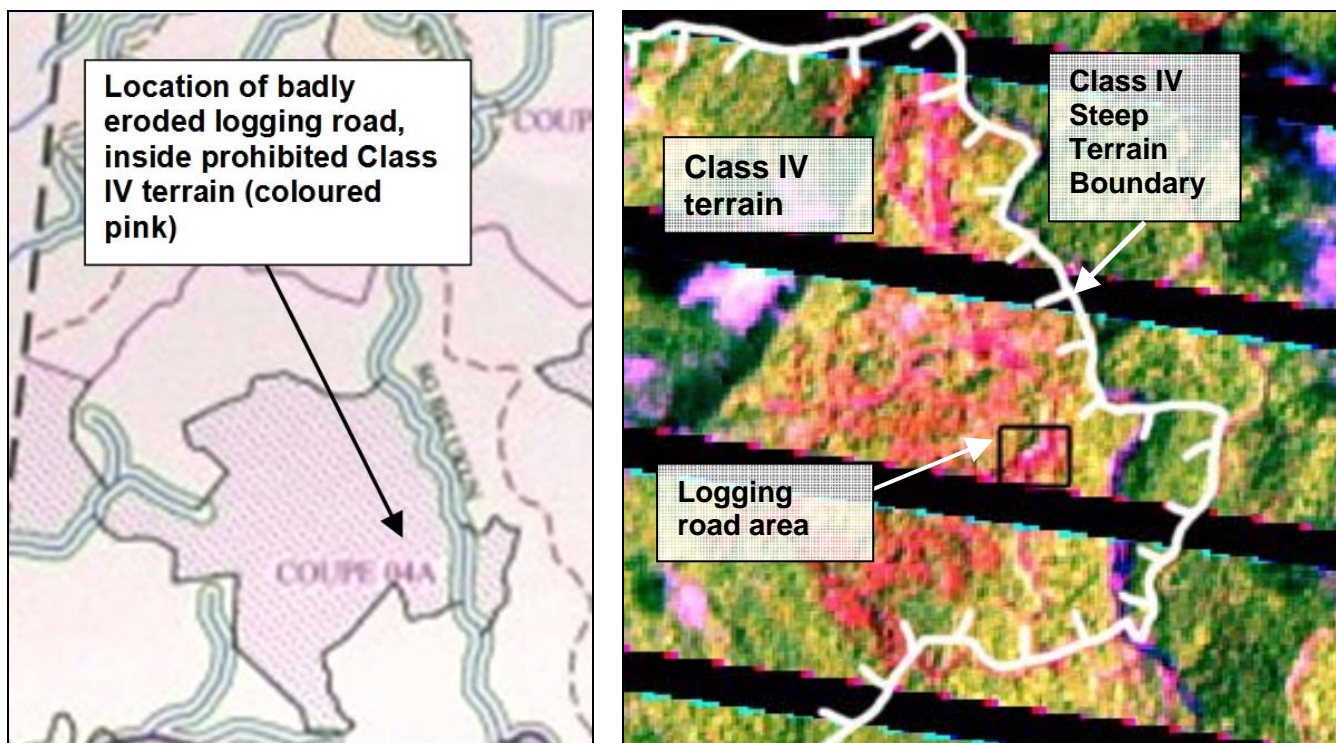 Location of badly
eroded logging road,
inside prohibited Class
IV terrain (coloured
pink)
COUP
COUPE 04A
Class IV
terrain
Class IV
Steep
Terrain
Boundary
Logging
road area